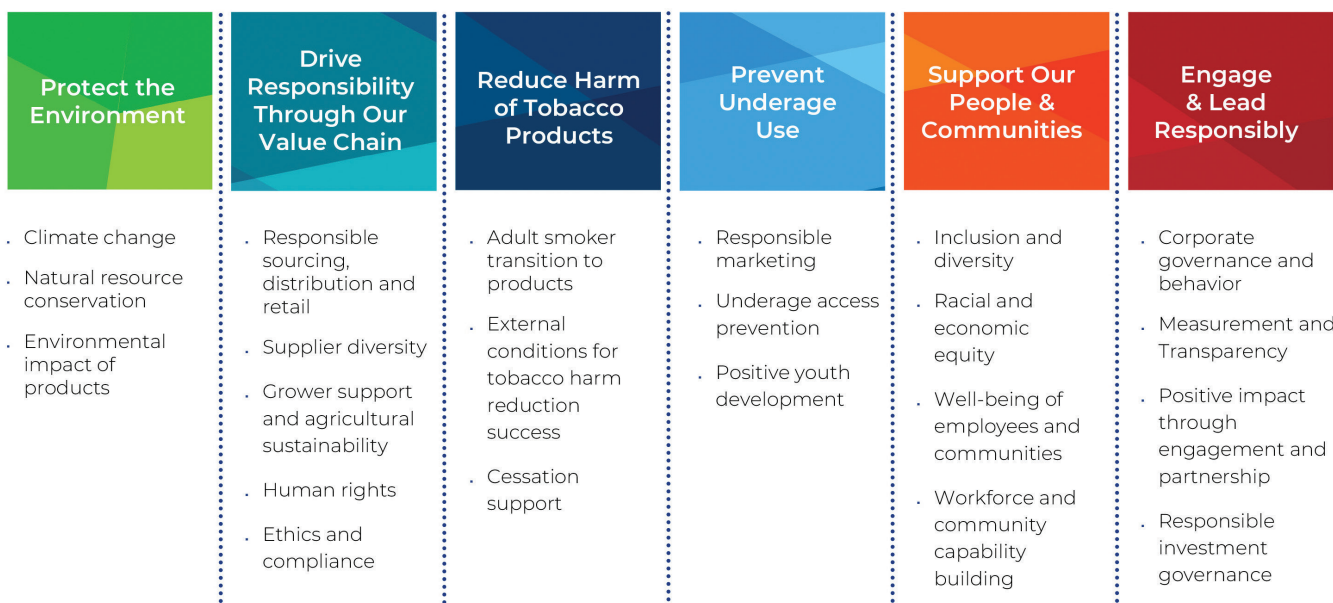 Protect the
Environment
. Climate change
. Natural resource
conservation
. Environmental
impact of
products
Drive
Responsibility
Through Our
Value Chain
. Responsible
sourcing,
distribution and
retail
. Supplier diversity
. Grower support
and agricultural
sustainability
. Human rights
. Ethics and
compliance
Reduce Harm
of Tobacco
Products
. Adult smoker
transition to
products
. External
conditions for
tobacco harm
reduction
success
. Cessation
support
Prevent
Underage
Use
. Responsible
marketing
. Underage access
prevention
. Positive youth
development
Support Our
People &
Communities
. Inclusion and
diversity
. Racial and
economic
equity
. Well-being of
employees and
communities
. Workforce and
community
capability
building
Engage
& Lead
Responsibly
. Corporate
governance and
behavior
. Measurement and
Transparency
. Positive impact
through
engagement and
partnership
. Responsible
investment
governance